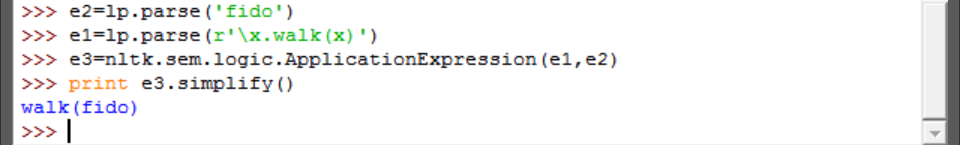 >>> e2=lp.parse('fido')
>>> e1=lp.parse(r'\x.walk(x)')
>>> e3=nltk.sem.logic.ApplicationExpression(e1,e2)
>>> print e3.simplify()
walk(fido)
>>>